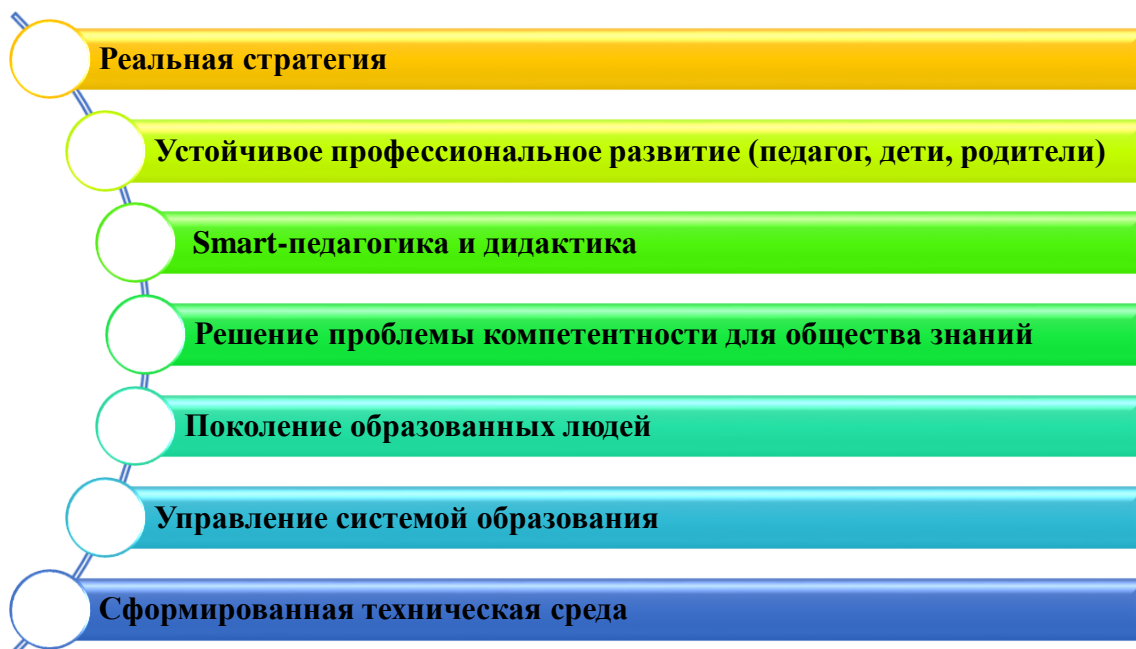 Реальная стратегия
Устойчивое профессиональное развитие (педагог, дети, родители)
Smart-педагогика и дидактика
Решение проблемы компетентности для общества знаний
Поколение образованных людей
Управление системой образования
Сформированная техническая среда